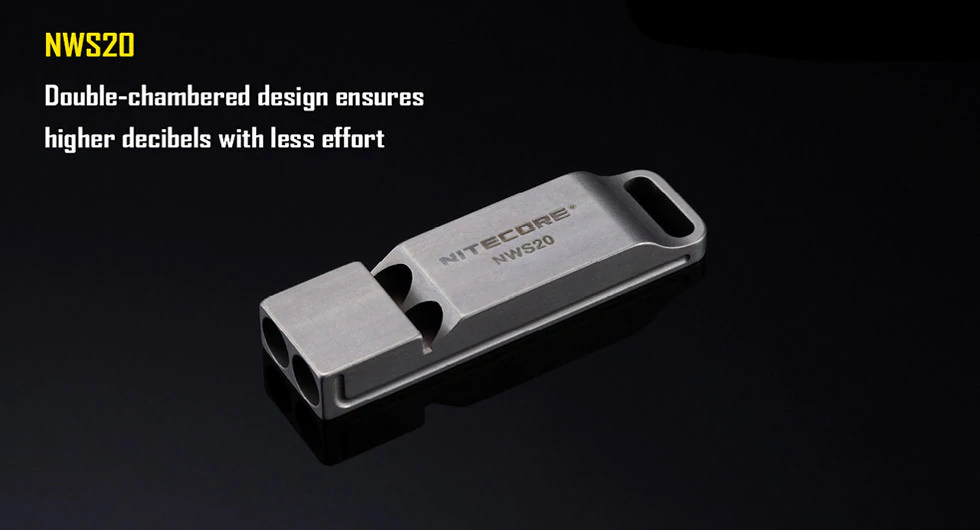 NWS20
Double-chambered design ensures
higher decibels with less effort
NITECORE®
NWS20